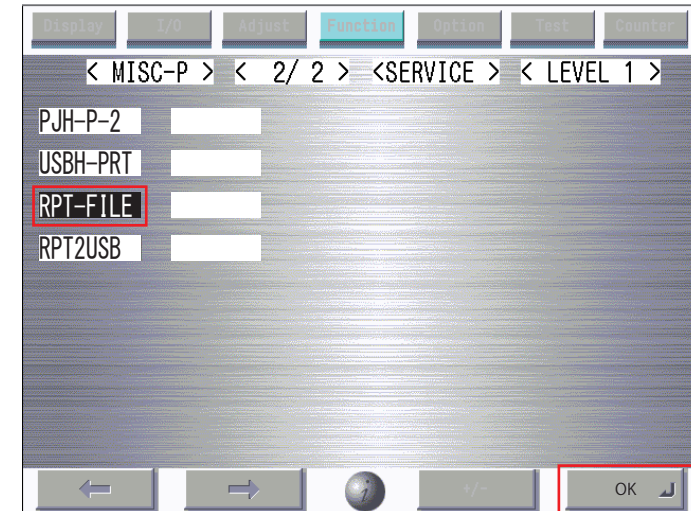 Display I/O Adjust Function Option Test Counter
< MISC-P > < 2/ 2 > <SERVICE > < LEVEL 1 >
PJH-P-2
USBH-PRT
RPT-FILE
RPT2USB
+/- OK